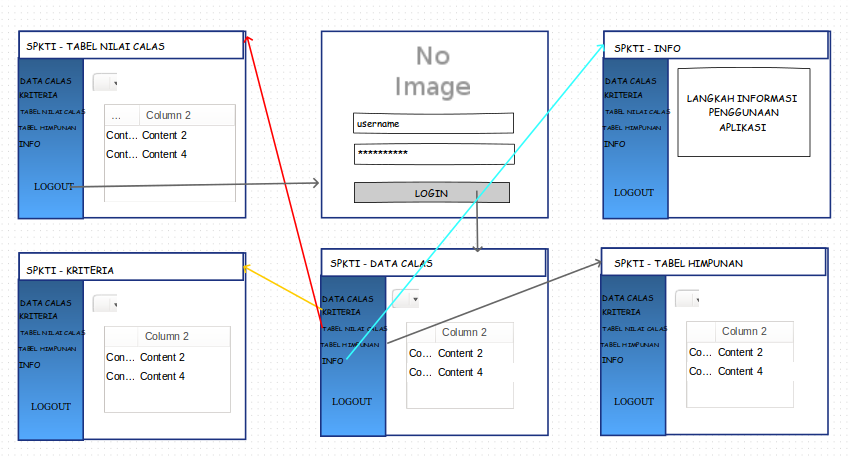 SPKTI - TABEL NILAI CALAS
DATA CALAS
KRITERIA
TABEL NILAI CALAS
TABEL HIMPUNAN
INFO
LOGOUT
... Column 2
Cont... Content 2
Cont... Content 4
No
Image
username
**********
LOGIN
SPKTI - INFO
DATA CALAS
KRITERIA
TABEL NILAI CALAS
TABEL HIMPUNAN
INFO
LOGOUT
LANGKAH INFORMASI
PENGGUNAAN
APLIKASI
SPKTI - KRITERIA
DATA CALAS
KRITERIA
TABEL NILAI CALAS
TABEL HIMPUNAN
INFO
LOGOUT
Column 2
Con... Content 2
Con... Content 4
SPKTI - DATA CALAS
DATA CALAS
KRITERIA
TABEL NILAI CALAS
TABEL HIMPUNAN
INFO
LOGOUT
Column 2
Co... Content 2
Co... Content 4
SPKTI - TABEL HIMPUNAN
DATA CALAS
KRITERIA
TABEL NILAI CALAS
TABEL HIMPUNAN
INFO
LOGOUT
Column 2
Co... Content 2
Co... Content 4